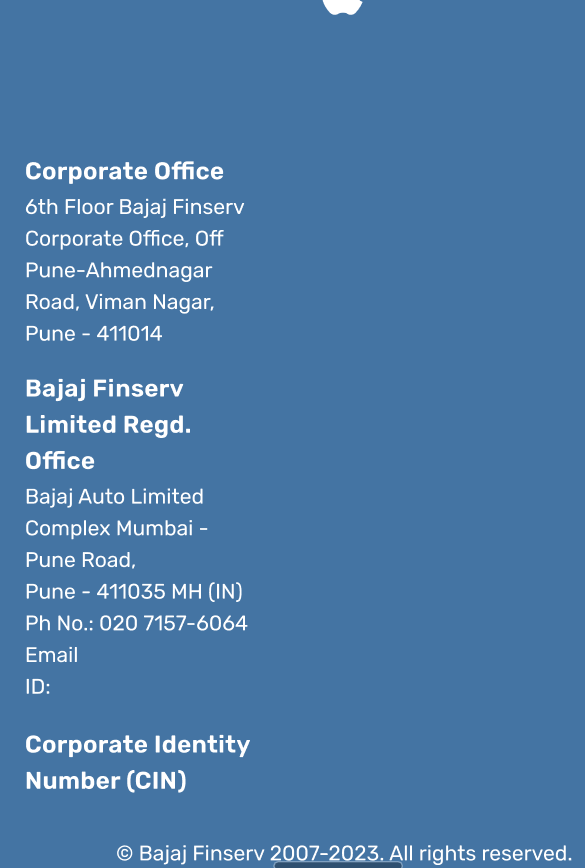 Corporate Office
6th Floor Bajaj Finserv
Corporate Office, Off
Pune-Ahmednagar
Road, Viman Nagar,
Pune - 411014
Bajaj Finserv
Limited Regd.
Office
Bajaj Auto Limited
Complex Mumbai -
Pune Road,
Pune - 411035 MH (IN)
Ph No.: 020 7157-6064
Email
ID:
Corporate Identity
Number (CIN)
© Bajaj Finserv 2007-2023. All rights reserved.